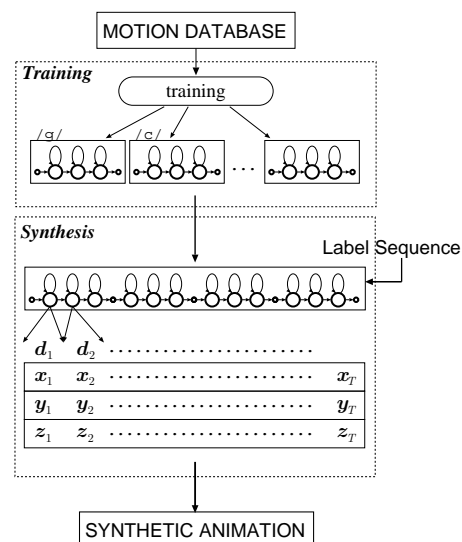 MOTION DATABASE
Training
training
/g/ /c/
...
Synthesis
Label Sequence
d1 d2 ..............................
x1 x2 .............................. xT
y1 y2 .............................. yT
z1 z2 .............................. zT
SYNTHETIC ANIMATION